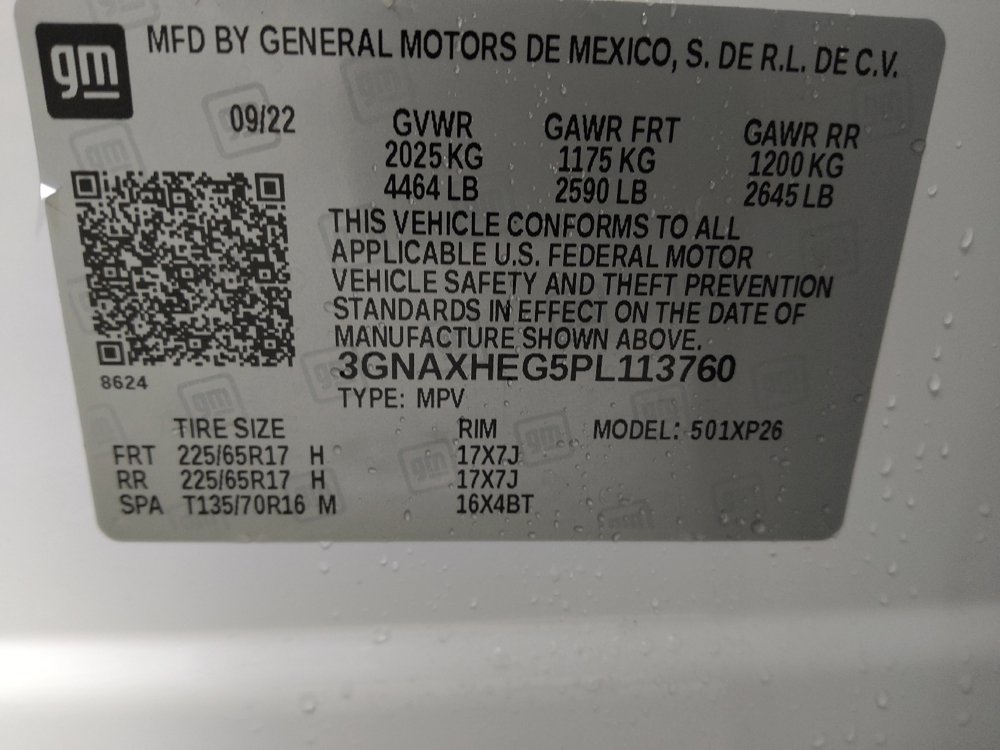 gm
MFD BY GENERAL MOTORS DE MEXICO, S. DE R.L. DE C.V.
09/22 GVWR GAWR FRT GAWR RR
2025 KG 1175 KG 1200 KG
4464 LB 2590 LB 2645 LB
THIS VEHICLE CONFORMS TO ALL
APPLICABLE U.S. FEDERAL MOTOR
VEHICLE SAFETY AND THEFT PREVENTION
STANDARDS IN EFFECT ON THE DATE OF
MANUFACTURE SHOWN ABOVE.
3GNAXHEG5PL113760
8624
TYPE: MPV
TIRE SIZE RIM MODEL: 501XP26
FRT 225/65R17 H 17X7J
RR 225/65R17 H 17X7J
SPA T135/70R16 M 16X4BT